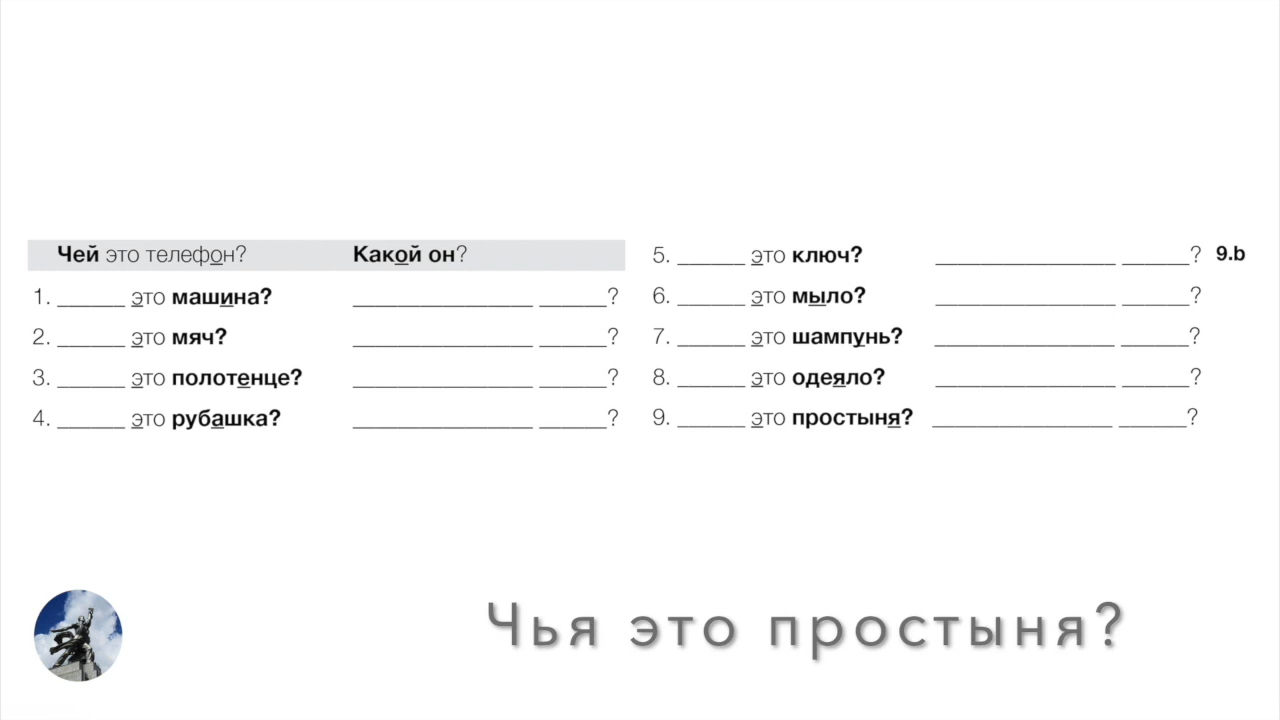 Чей это телефон? Какой он?
1. ______ это машина? ________________ ______?
2. ______ это мяч? ________________ ______?
3. ______ это полотенце? ________________ ______?
4. ______ это рубашка? ________________ ______?
5. ______ это ключ? ________________ ______? 9.b
6. ______ это мыло? ________________ ______?
7. ______ это шампунь? ________________ ______?
8. ______ это одеяло? ________________ ______?
9. ______ это простыня? ________________ ______?
Чья это простыня?